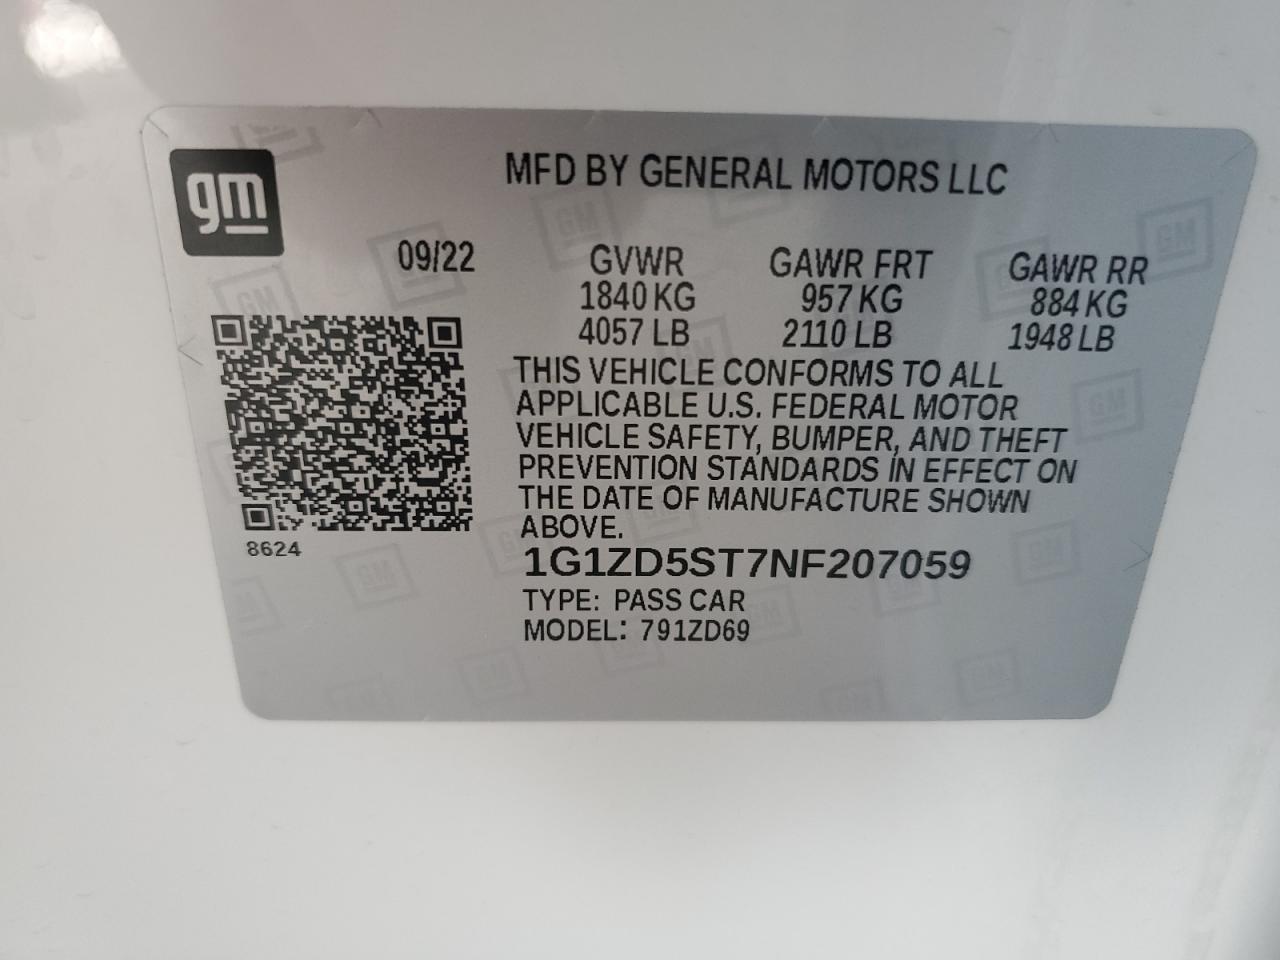 gm
MFD BY GENERAL MOTORS LLC
09/22
GVWR GAWR FRT GAWR RR
1840 KG 957 KG 884 KG
4057 LB 2110 LB 1948 LB
THIS VEHICLE CONFORMS TO ALL
APPLICABLE U.S. FEDERAL MOTOR
VEHICLE SAFETY, BUMPER, AND THEFT
PREVENTION STANDARDS IN EFFECT ON
THE DATE OF MANUFACTURE SHOWN
ABOVE.
8624
1G1ZD5ST7NF207059
TYPE: PASS CAR
MODEL: 791ZD69